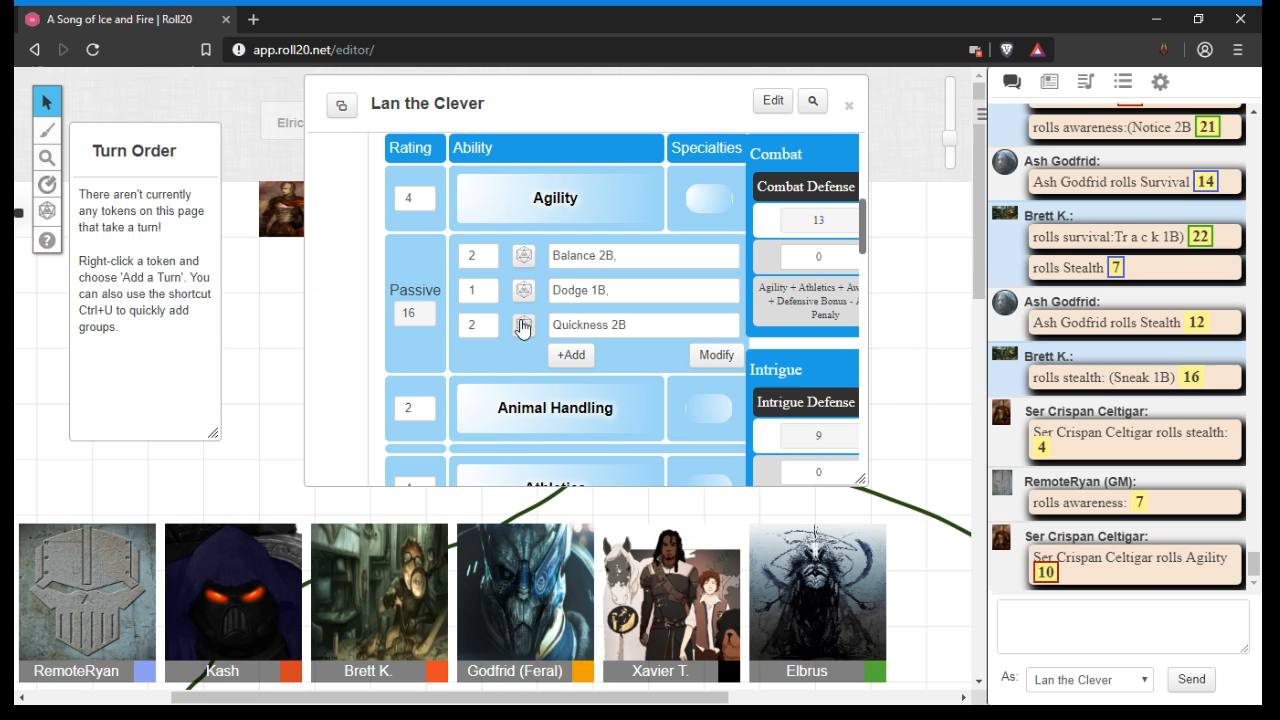 A Song of Ice and Fire | Roll20
app.roll20.net/editor/
Elric
Turn Order
There aren't currently
any tokens on this page
that take a turn!
Right-click a token and
choose 'Add a Turn'. You
can also use the shortcut
Ctrl+U to quickly add
groups.
Lan the Clever
Edit
Rating
Ability
Specialties
4
Agility
Passive
16
2
Balance 2B,
1
Dodge 1B,
2
Quickness 2B
+Add
Modify
2
Animal Handling
Athletics
Combat
Combat Defense
13
0
Agility + Athletics + Aw
+ Defensive Bonus - A
Penaly
Intrigue
Intrigue Defense
9
0
rolls awareness:(Notice 2B 21
Ash Godfrid:
Ash Godfrid rolls Survival 14
Brett K.:
rolls survival:Tr a c k 1B) 22
rolls Stealth 7
Ash Godfrid:
Ash Godfrid rolls Stealth 12
Brett K.:
rolls stealth: (Sneak 1B) 16
Ser Crispan Celtigar:
Ser Crispan Celtigar rolls stealth:
4
RemoteRyan (GM):
rolls awareness: 7
Ser Crispan Celtigar:
Ser Crispan Celtigar rolls Agility
10
As:
Lan the Clever
Send
RemoteRyan
Kash
Brett K.
Godfrid (Feral)
Xavier T.
Elbrus